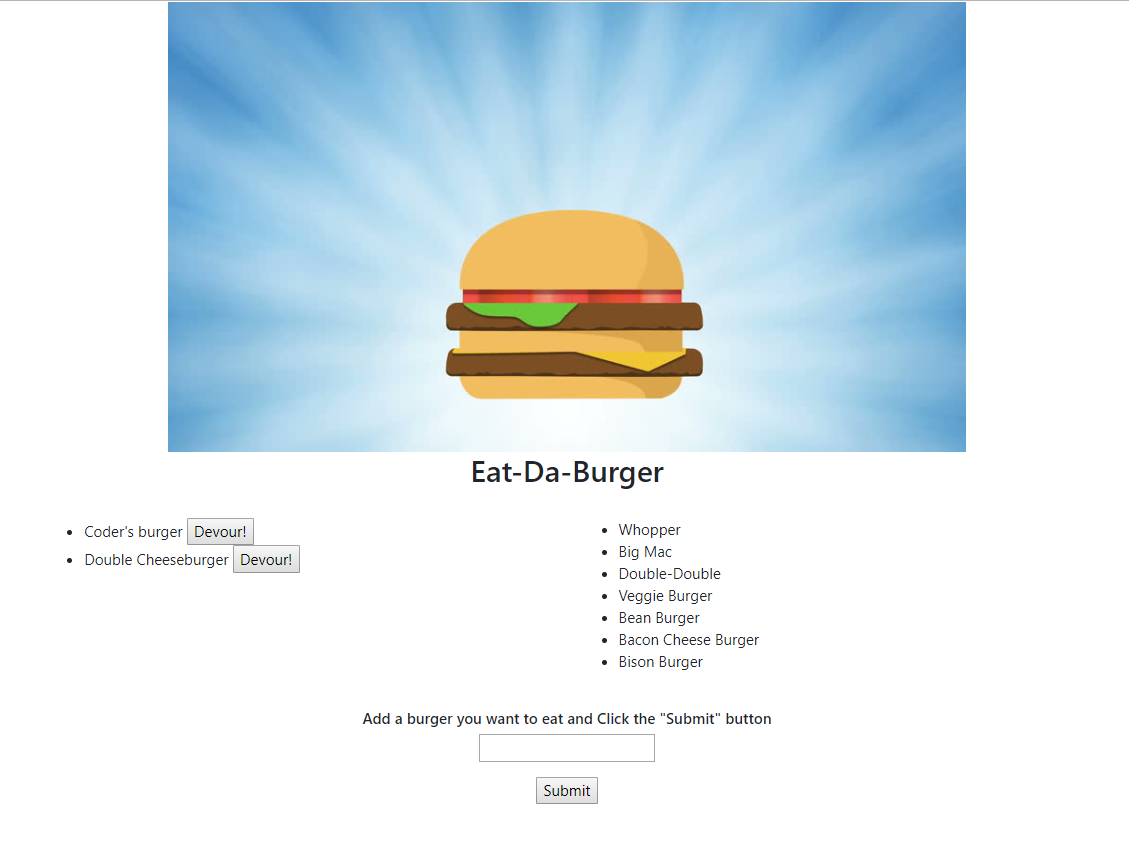 Eat-Da-Burger
Coder's burger Devour!
Double Cheeseburger Devour!
Whopper
Big Mac
Double-Double
Veggie Burger
Bean Burger
Bacon Cheese Burger
Bison Burger
Add a burger you want to eat and Click the "Submit" button
Submit